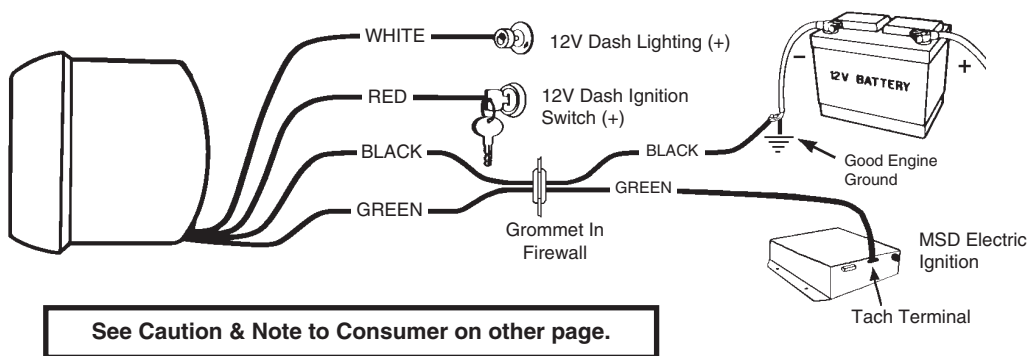 WHITE
12V Dash Lighting (+)
RED
12V Dash Ignition
Switch (+)
BLACK
GREEN
Grommet In
Firewall
BLACK
GREEN
−
+
12V BATTERY
Good Engine
Ground
MSD Electric
Ignition
Tach Terminal
See Caution & Note to Consumer on other page.